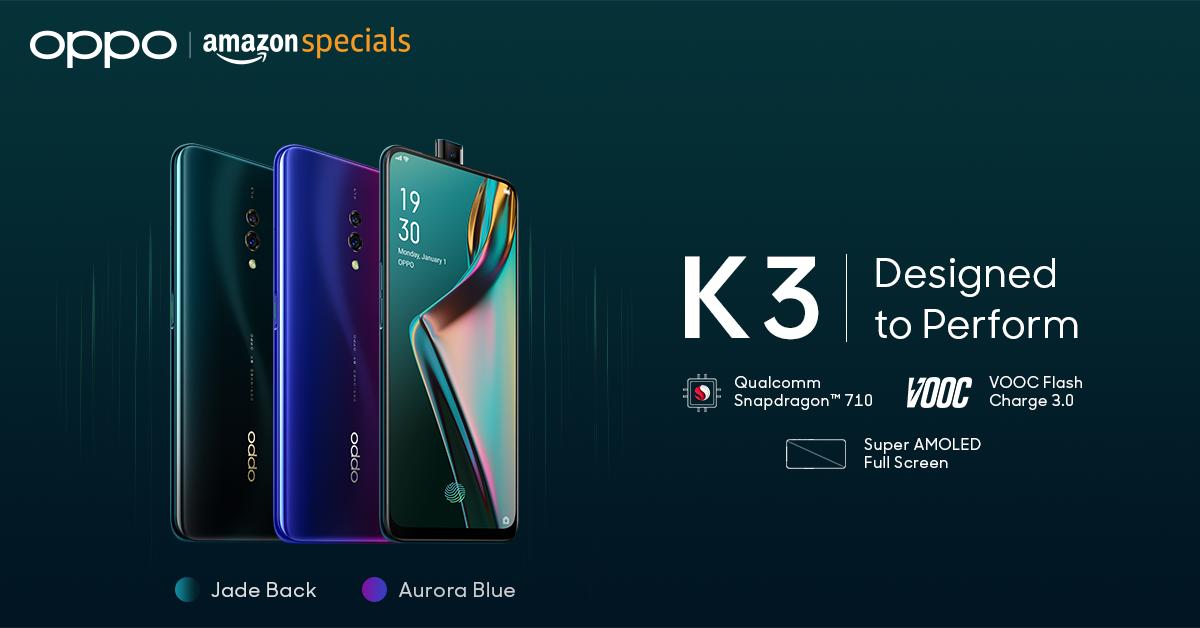 oppo | amazon specials
19
30
Monday, January 1
OPPO
oppo
oppo
K3
Designed
to Perform
Qualcomm
Snapdragon™ 710
VOOC
VOOC Flash
Charge 3.0
Super AMOLED
Full Screen
Jade Back
Aurora Blue